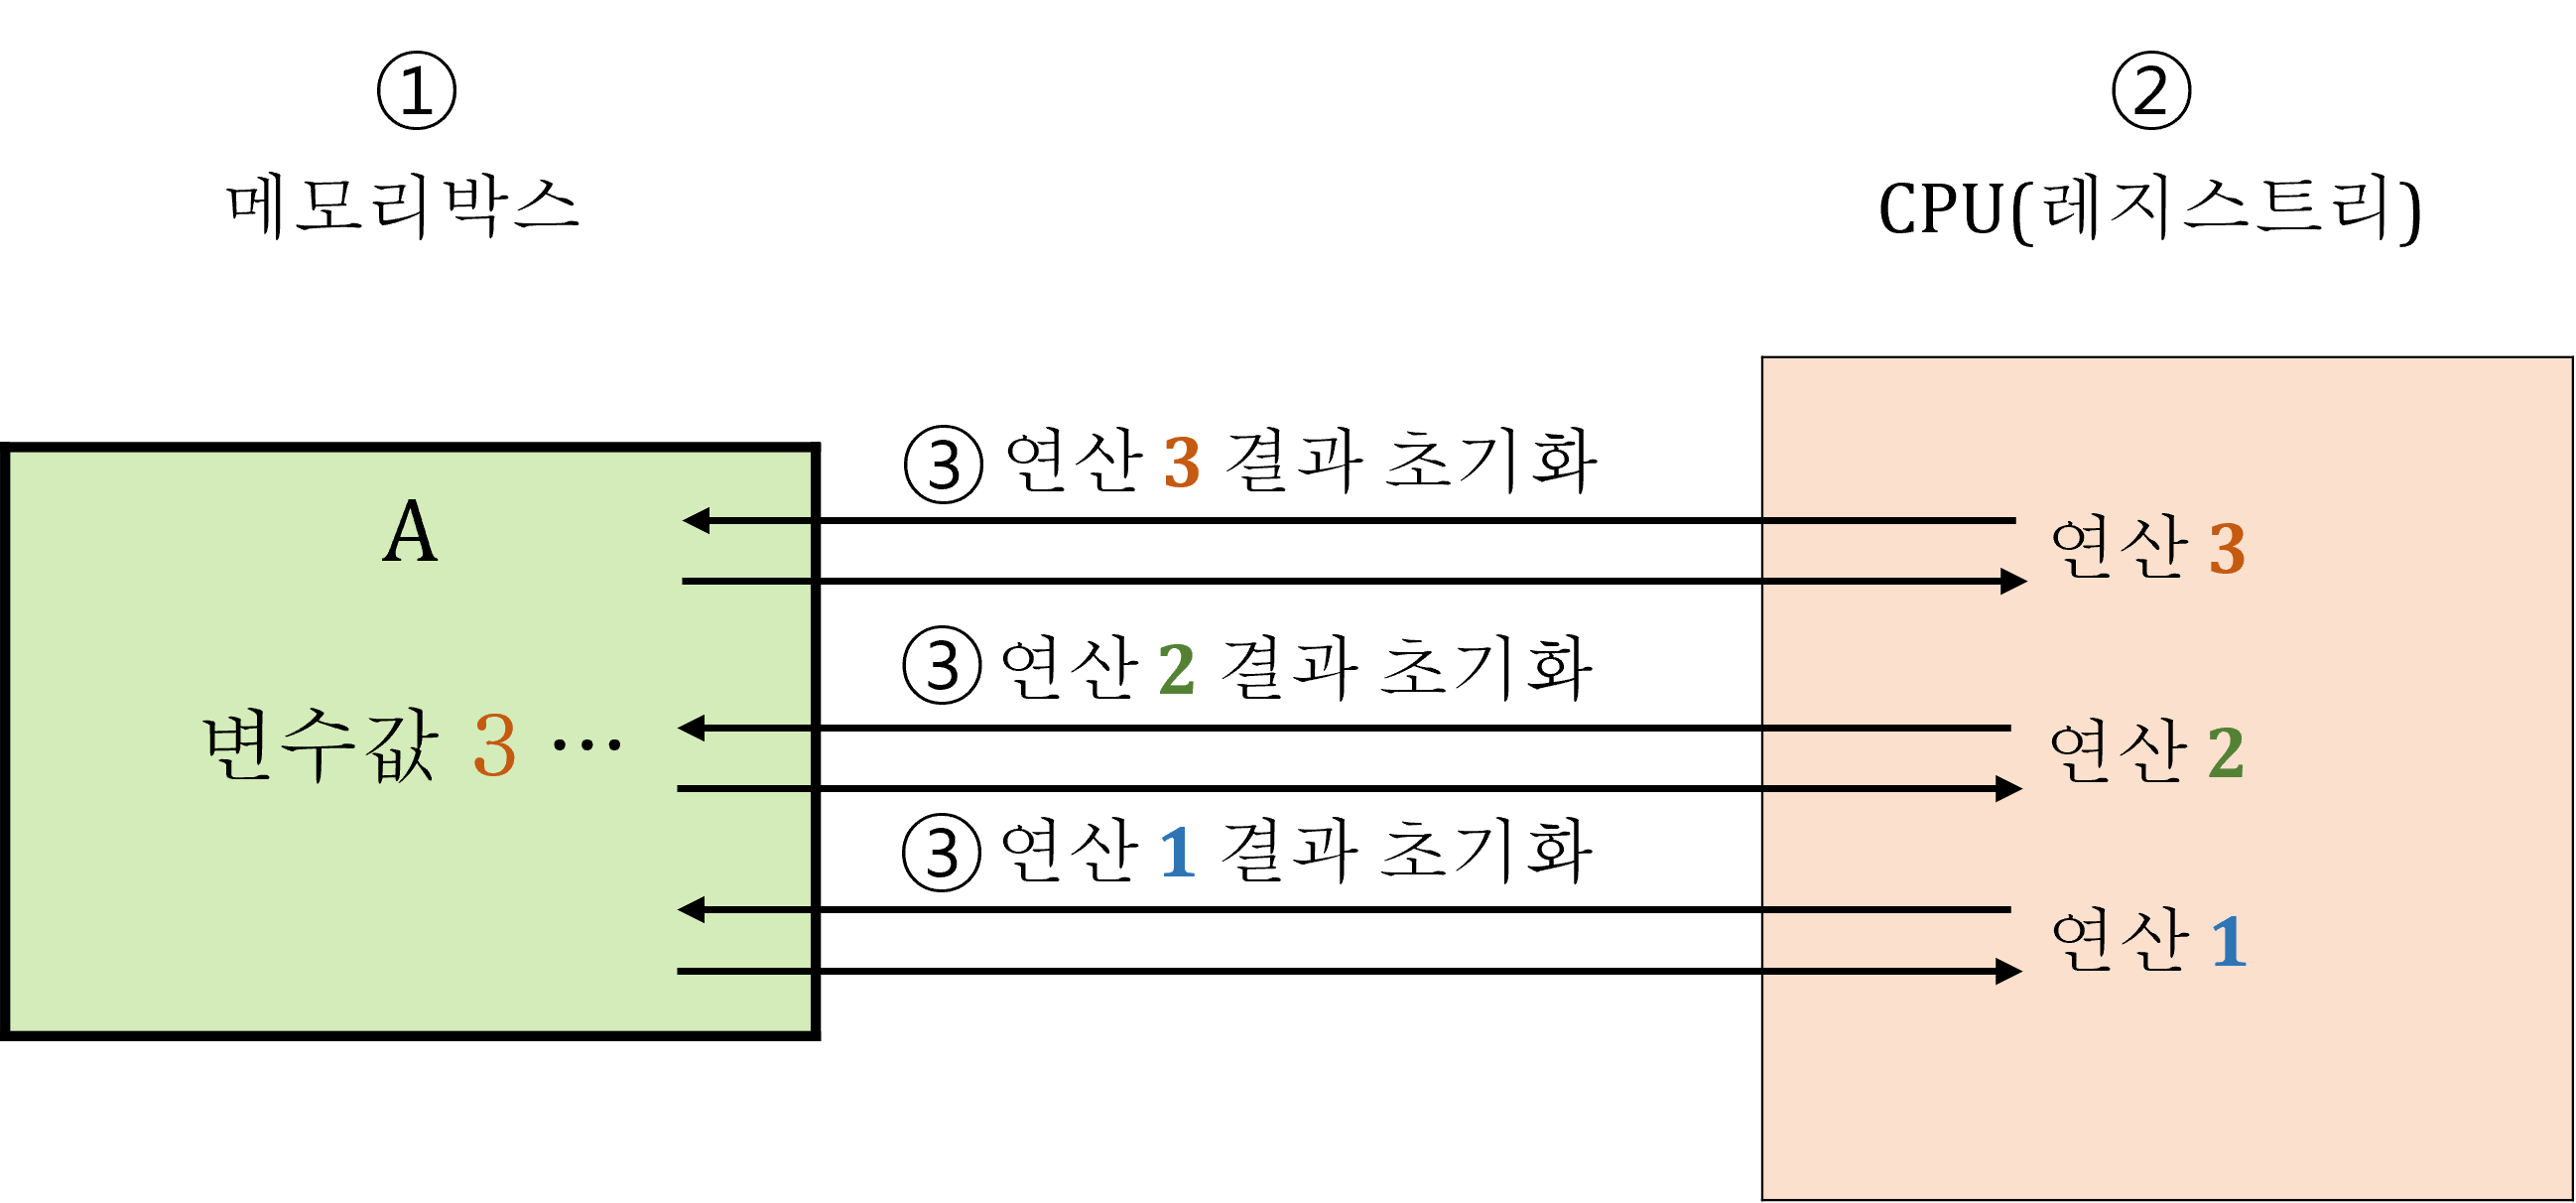 ①
메모리박스
②
CPU(레지스트리)
A
변수값 3 ···
③ 연산 3 결과 초기화
③ 연산 2 결과 초기화
③ 연산 1 결과 초기화
연산 3
연산 2
연산 1